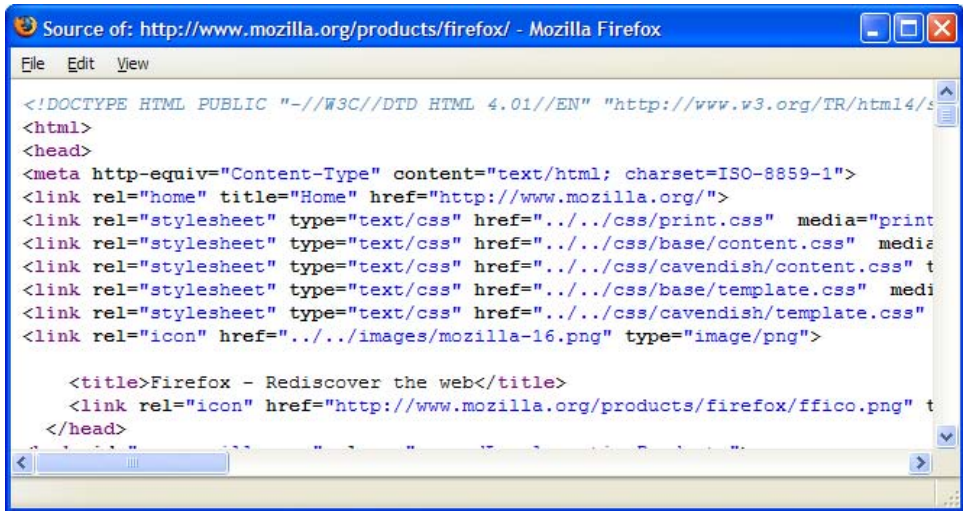 Source of: http://www.mozilla.org/products/firefox/ - Mozilla Firefox
File Edit View
<!DOCTYPE HTML PUBLIC "-//W3C//DTD HTML 4.01//EN" "http://www.w3.org/TR/html4/s
<html>
<head>
<meta http-equiv="Content-Type" content="text/html; charset=ISO-8859-1">
<link rel="home" title="Home" href="http://www.mozilla.org/">
<link rel="stylesheet" type="text/css" href="../../css/print.css"  media="print
<link rel="stylesheet" type="text/css" href="../../css/base/content.css"  media
<link rel="stylesheet" type="text/css" href="../../css/cavendish/content.css" t
<link rel="stylesheet" type="text/css" href="../../css/base/template.css"  medi
<link rel="stylesheet" type="text/css" href="../../css/cavendish/template.css"
<link rel="icon" href="../../images/mozilla-16.png" type="image/png">
    <title>Firefox - Rediscover the web</title>
    <link rel="icon" href="http://www.mozilla.org/products/firefox/ffico.png" t
  </head>